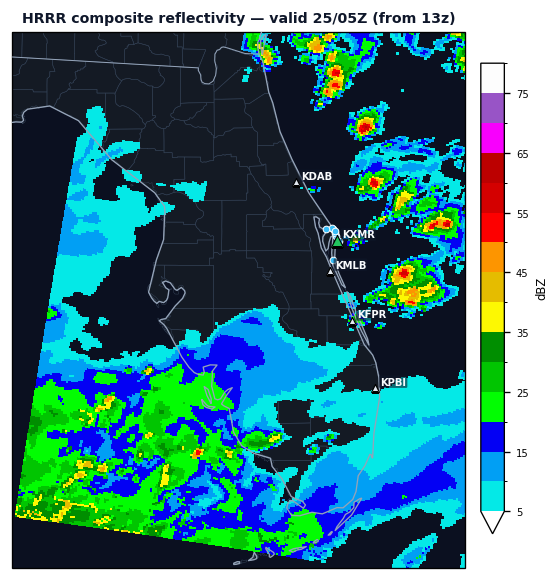 HRRR composite reflectivity — valid 25/05Z (from 13z)
KDAB
KXMR
KMLB
KFPR
KPBI
75
65
55
45
35
25
15
5
dBZ